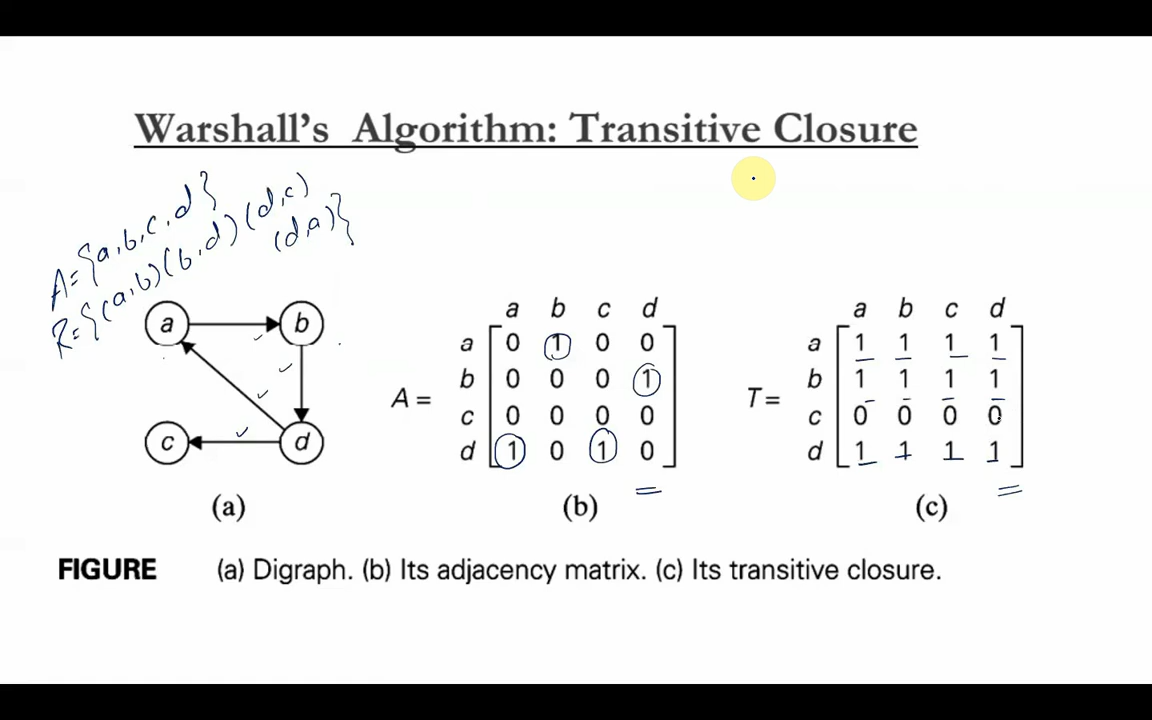 Warshall's Algorithm: Transitive Closure
A={a,b,c,d}
R={(a,b)(b,d)(d,c)
(d,a)}
a b
c d
(a)
a b c d
a 0 1 0 0
b 0 0 0 1
A =
c 0 0 0 0
d 1 0 1 0
(b)
a b c d
a 1 1 1 1
b 1 1 1 1
T =
c 0 0 0 0
d 1 1 1 1
(c)
FIGURE (a) Digraph. (b) Its adjacency matrix. (c) Its transitive closure.